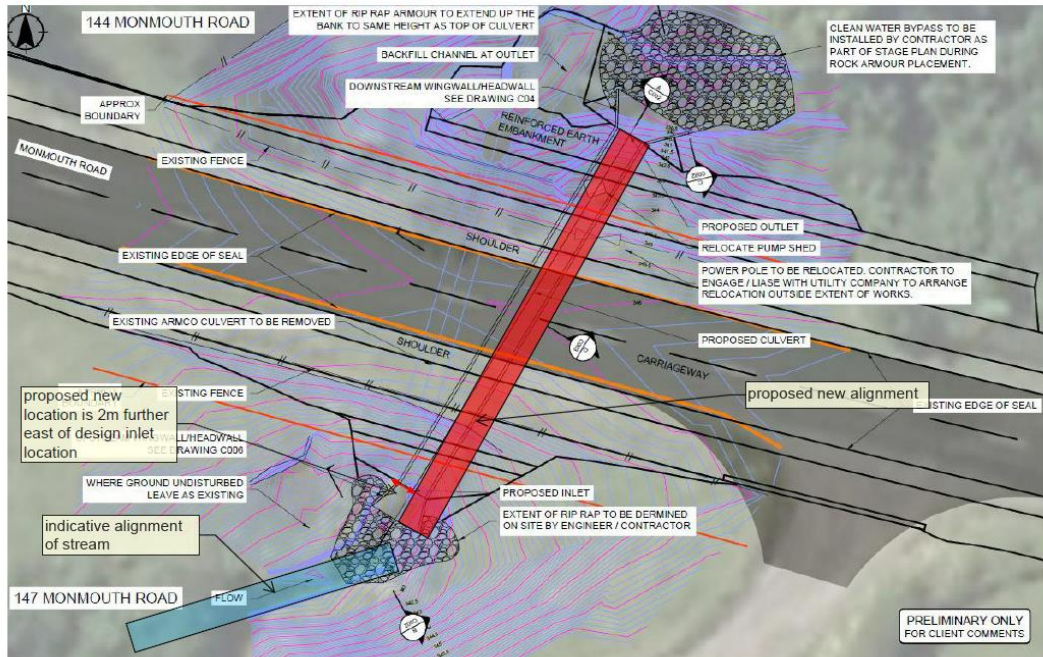 N
144 MONMOUTH ROAD
EXTENT OF RIP RAP ARMOUR TO EXTEND UP THE
BANK TO SAME HEIGHT AS TOP OF CULVERT
BACKFILL CHANNEL AT OUTLET
DOWNSTREAM WINGWALL/HEADWALL
SEE DRAWING C04
CLEAN WATER BYPASS TO BE
INSTALLED BY CONTRACTOR AS
PART OF STAGE PLAN DURING
ROCK ARMOUR PLACEMENT.
REINFORCED EARTH
EMBANKMENT
APPROX
BOUNDARY
MONMOUTH ROAD
EXISTING FENCE
PROPOSED OUTLET
RELOCATE PUMP SHED
SHOULDER
EXISTING EDGE OF SEAL
POWER POLE TO BE RELOCATED. CONTRACTOR TO
ENGAGE / LIASE WITH UTILITY COMPANY TO ARRANGE
RELOCATION OUTSIDE EXTENT OF WORKS.
EXISTING ARMCO CULVERT TO BE REMOVED
PROPOSED CULVERT
SHOULDER
CARRIAGEWAY
EXISTING FENCE
proposed new
location is 2m further
east of design inlet
location
proposed new alignment
EXISTING EDGE OF SEAL
WALL/HEADWALL
SEE DRAWING C006
WHERE GROUND UNDISTURBED
LEAVE AS EXISTING
PROPOSED INLET
EXTENT OF RIP RAP TO BE DERMINED
ON SITE BY ENGINEER / CONTRACTOR
indicative alignment
of stream
147 MONMOUTH ROAD
FLOW
PRELIMINARY ONLY
FOR CLIENT COMMENTS